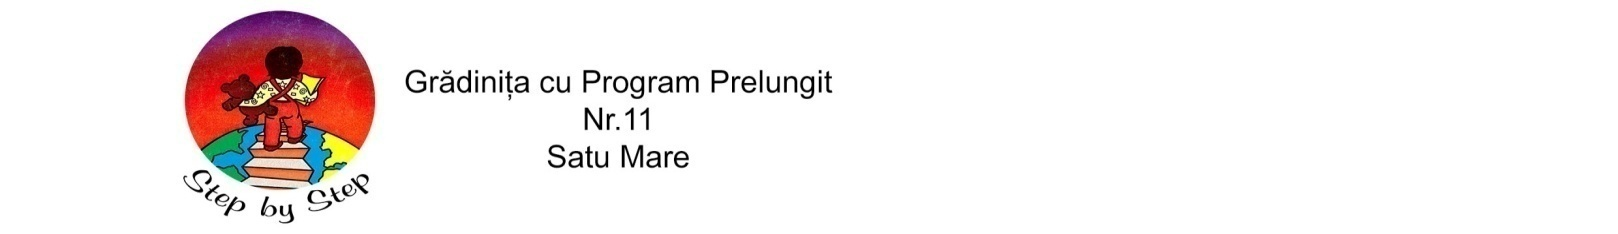 Grădinița cu Program Prelungit
Nr.11
Satu Mare
Step by Step